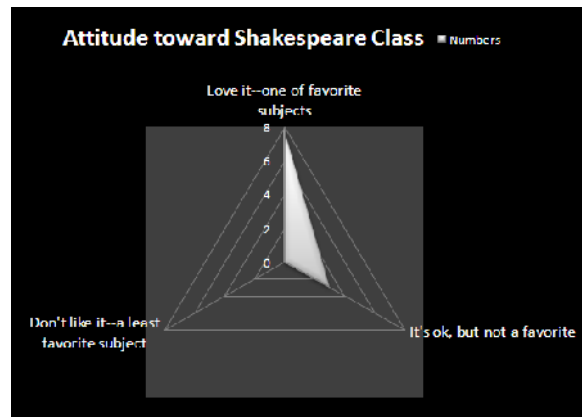 Attitude toward Shakespeare Class
Numbers
Love it--one of favorite
subjects
8
6
4
2
0
Don't like it--a least
favorite subject
It's ok, but not a favorite